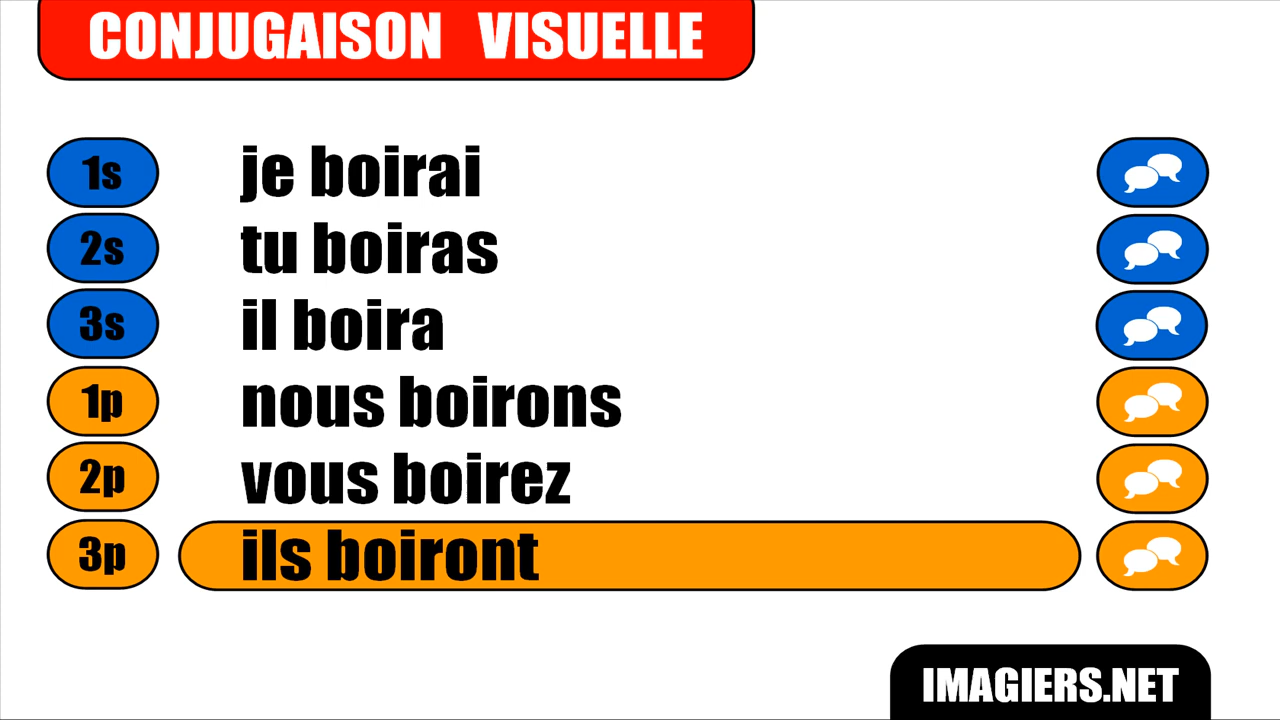 CONJUGAISON VISUELLE
1s je boirai
2s tu boiras
3s il boira
1p nous boirons
2p vous boirez
3p ils boiront
IMAGIERS.NET